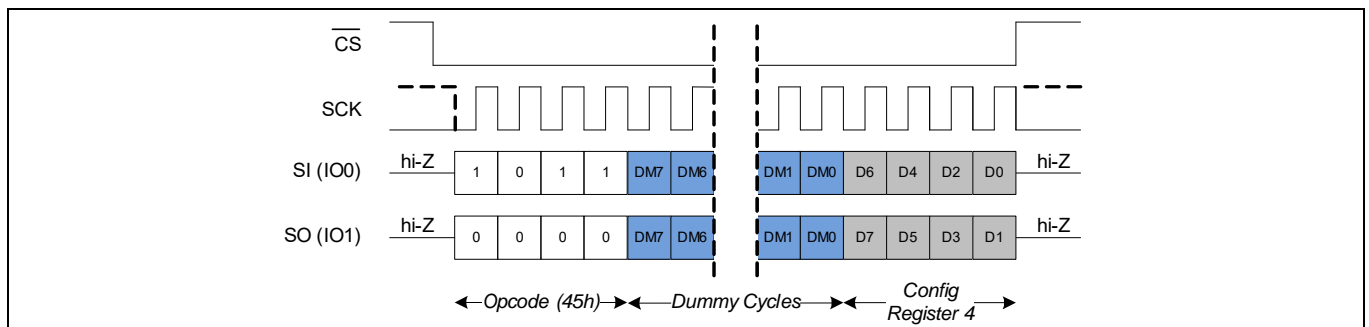 CS
SCK
SI (IO0) hi-Z 1 0 1 1 DM7 DM6 DM1 DM0 D6 D4 D2 D0 hi-Z
SO (IO1) hi-Z 0 0 0 0 DM7 DM6 DM1 DM0 D7 D5 D3 D1 hi-Z
Opcode (45h) Dummy Cycles Config
Register 4